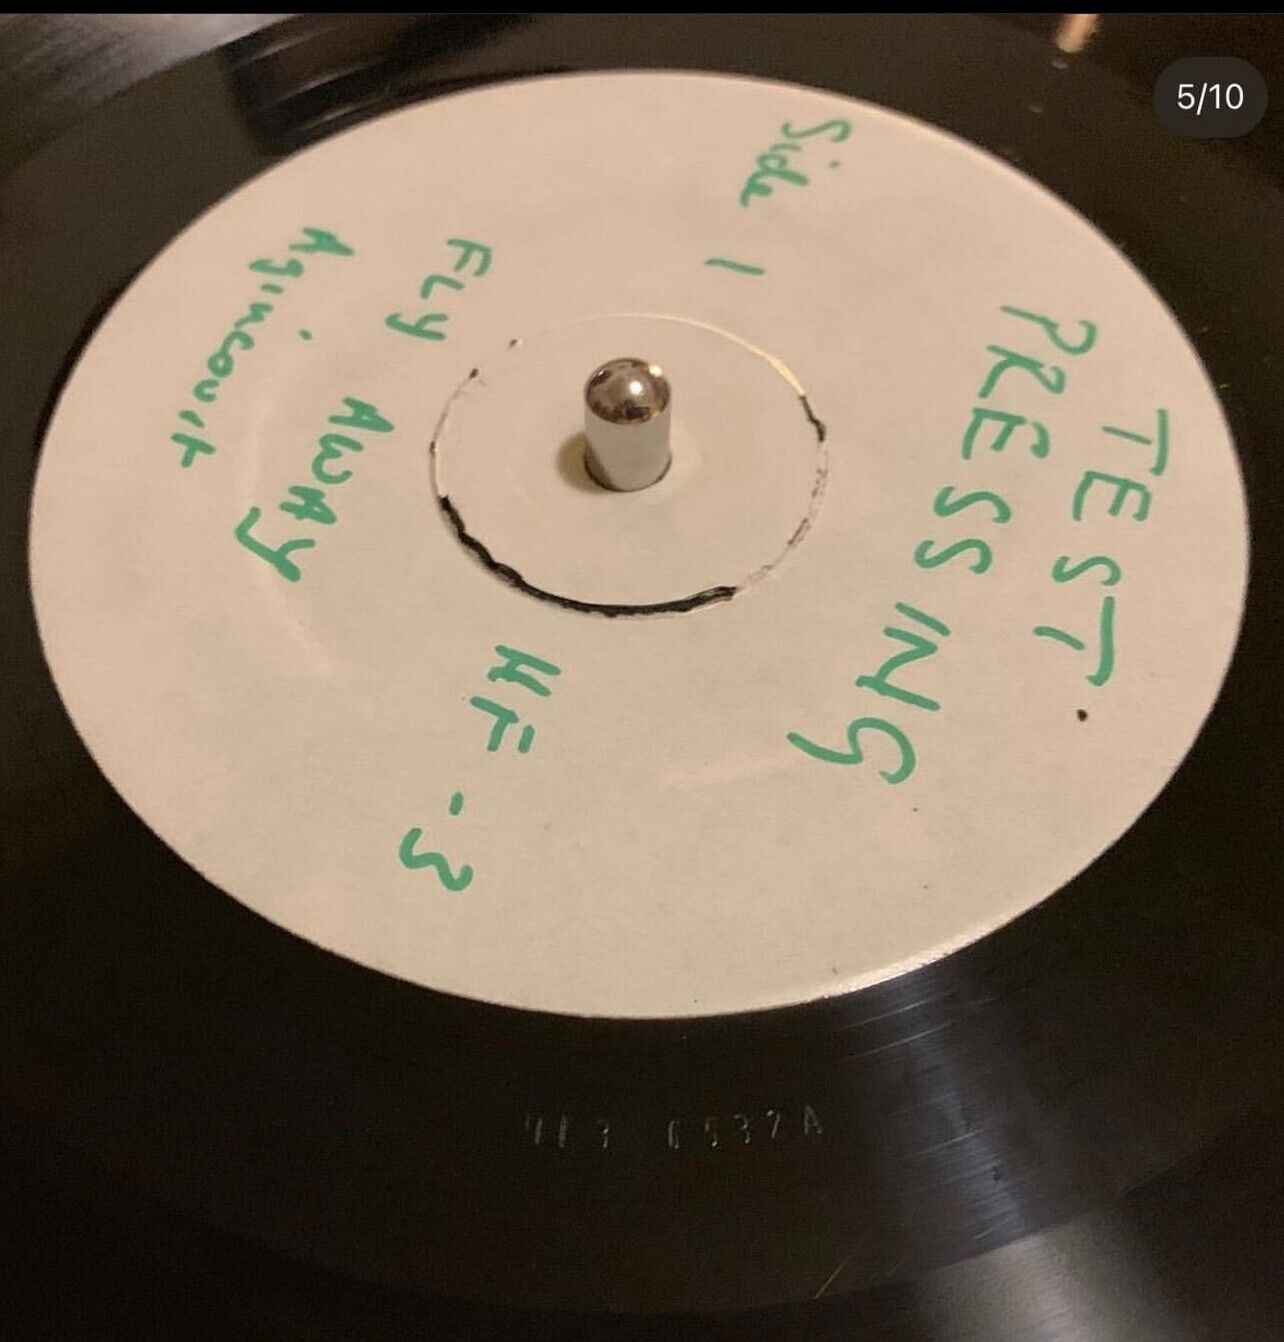 5/10
TEST
PRESSING
Side 1
HF-3
FLY AWAY
Agincourt